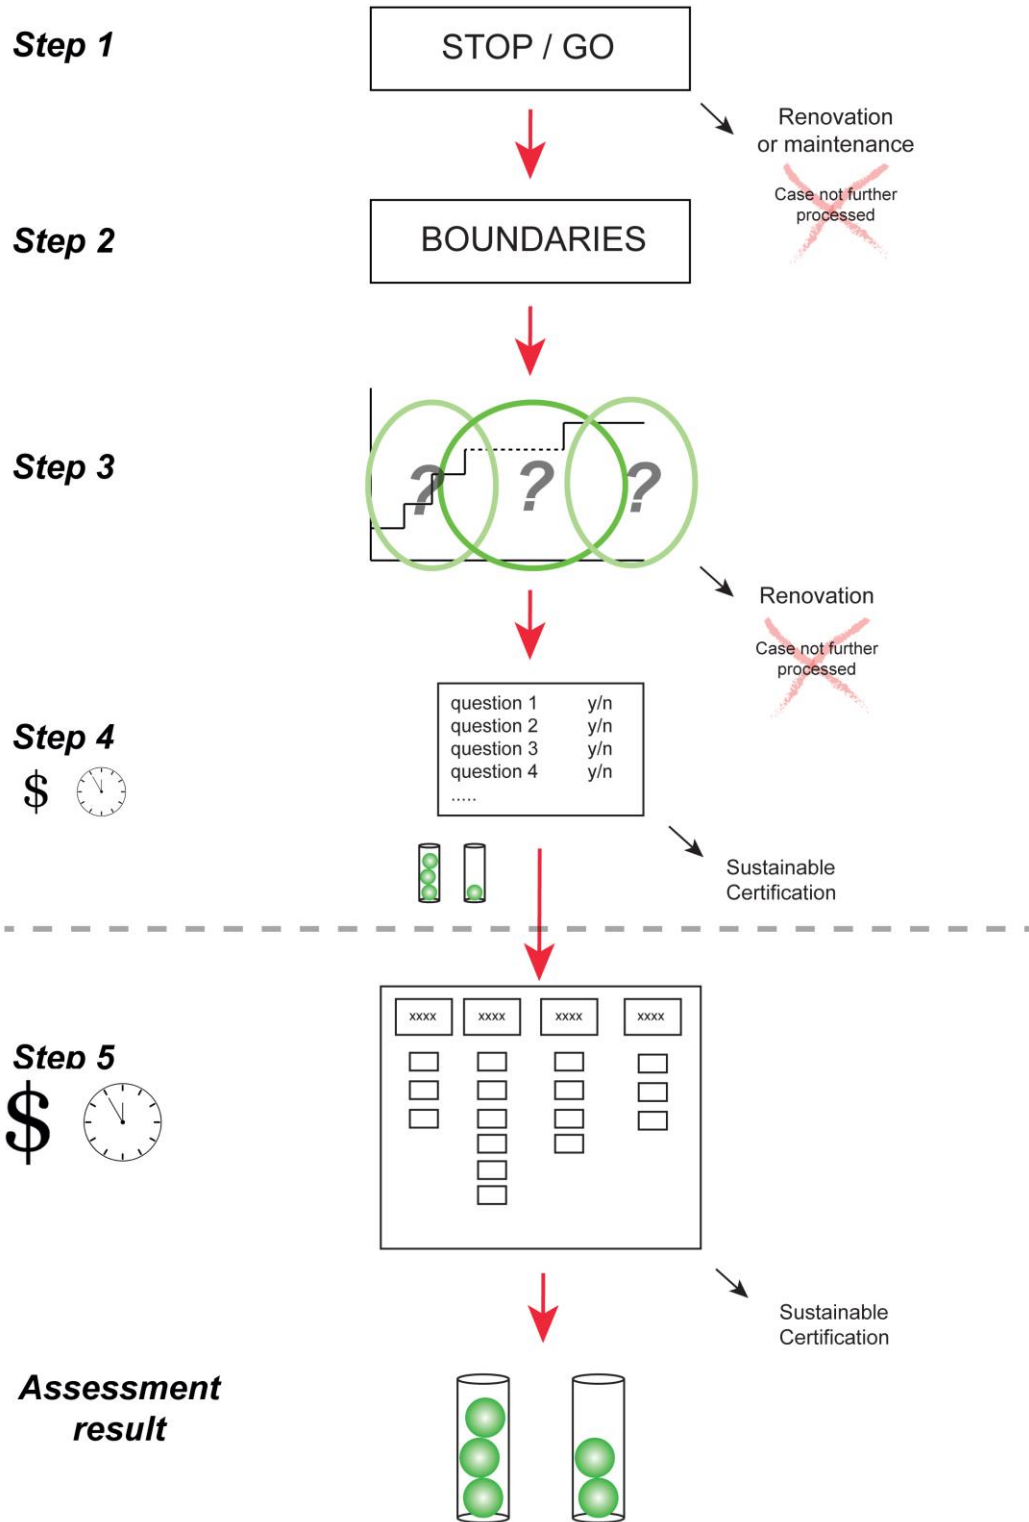 Step 1
STOP / GO
Renovation
or maintenance
Case not further
processed
Step 2
BOUNDARIES
Step 3
? ? ?
Renovation
Case not further
processed
Step 4
$
question 1 y/n
question 2 y/n
question 3 y/n
question 4 y/n
.....
Sustainable
Certification
xxxx xxxx xxxx xxxx
Step 5
$
Sustainable
Certification
Assessment
result